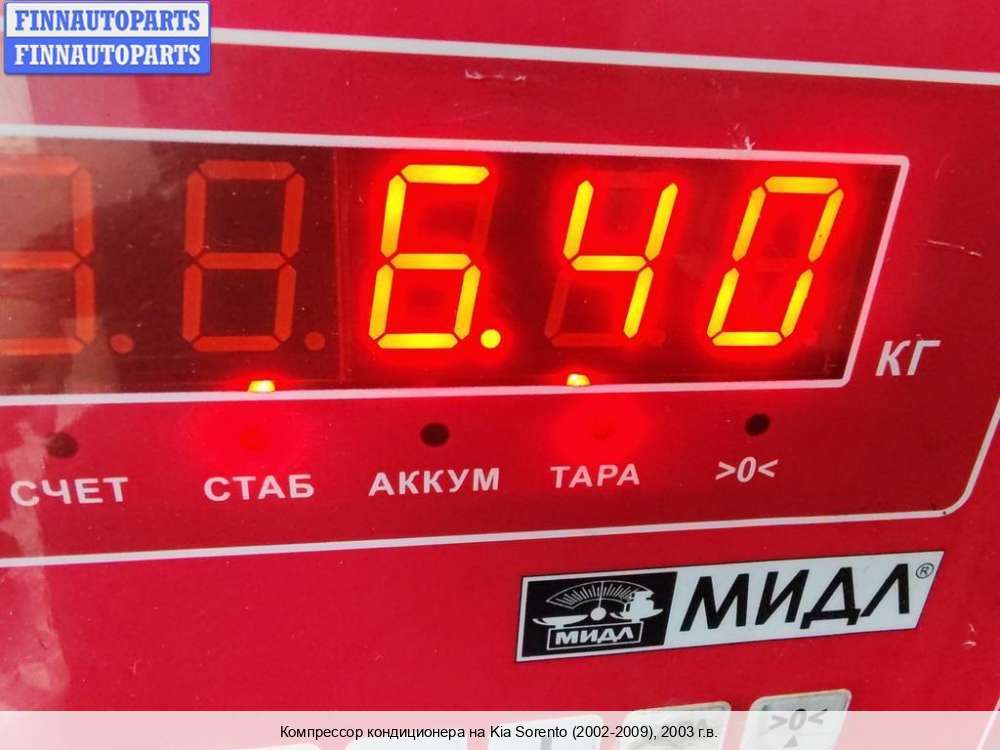 FINNAUTOPARTS
FINNAUTOPARTS
6.40
КГ
СЧЕТ СТАБ АККУМ ТАРА >0<
МИДЛ МИДЛ®
>0<
Компрессор кондиционера на Kia Sorento (2002-2009), 2003 г.в.